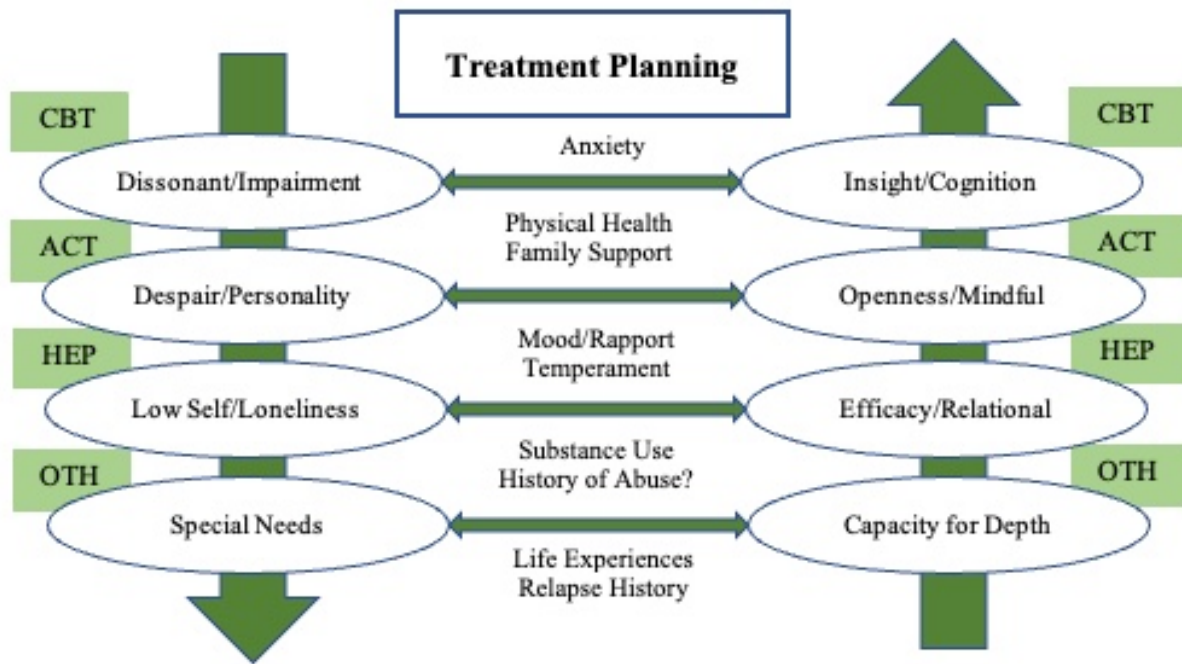 Treatment Planning
CBT
CBT
Anxiety
Dissonant/Impairment
Insight/Cognition
Physical Health
Family Support
ACT
ACT
Despair/Personality
Openness/Mindful
Mood/Rapport
Temperament
HEP
HEP
Low Self/Loneliness
Efficacy/Relational
Substance Use
History of Abuse?
OTH
OTH
Special Needs
Capacity for Depth
Life Experiences
Relapse History